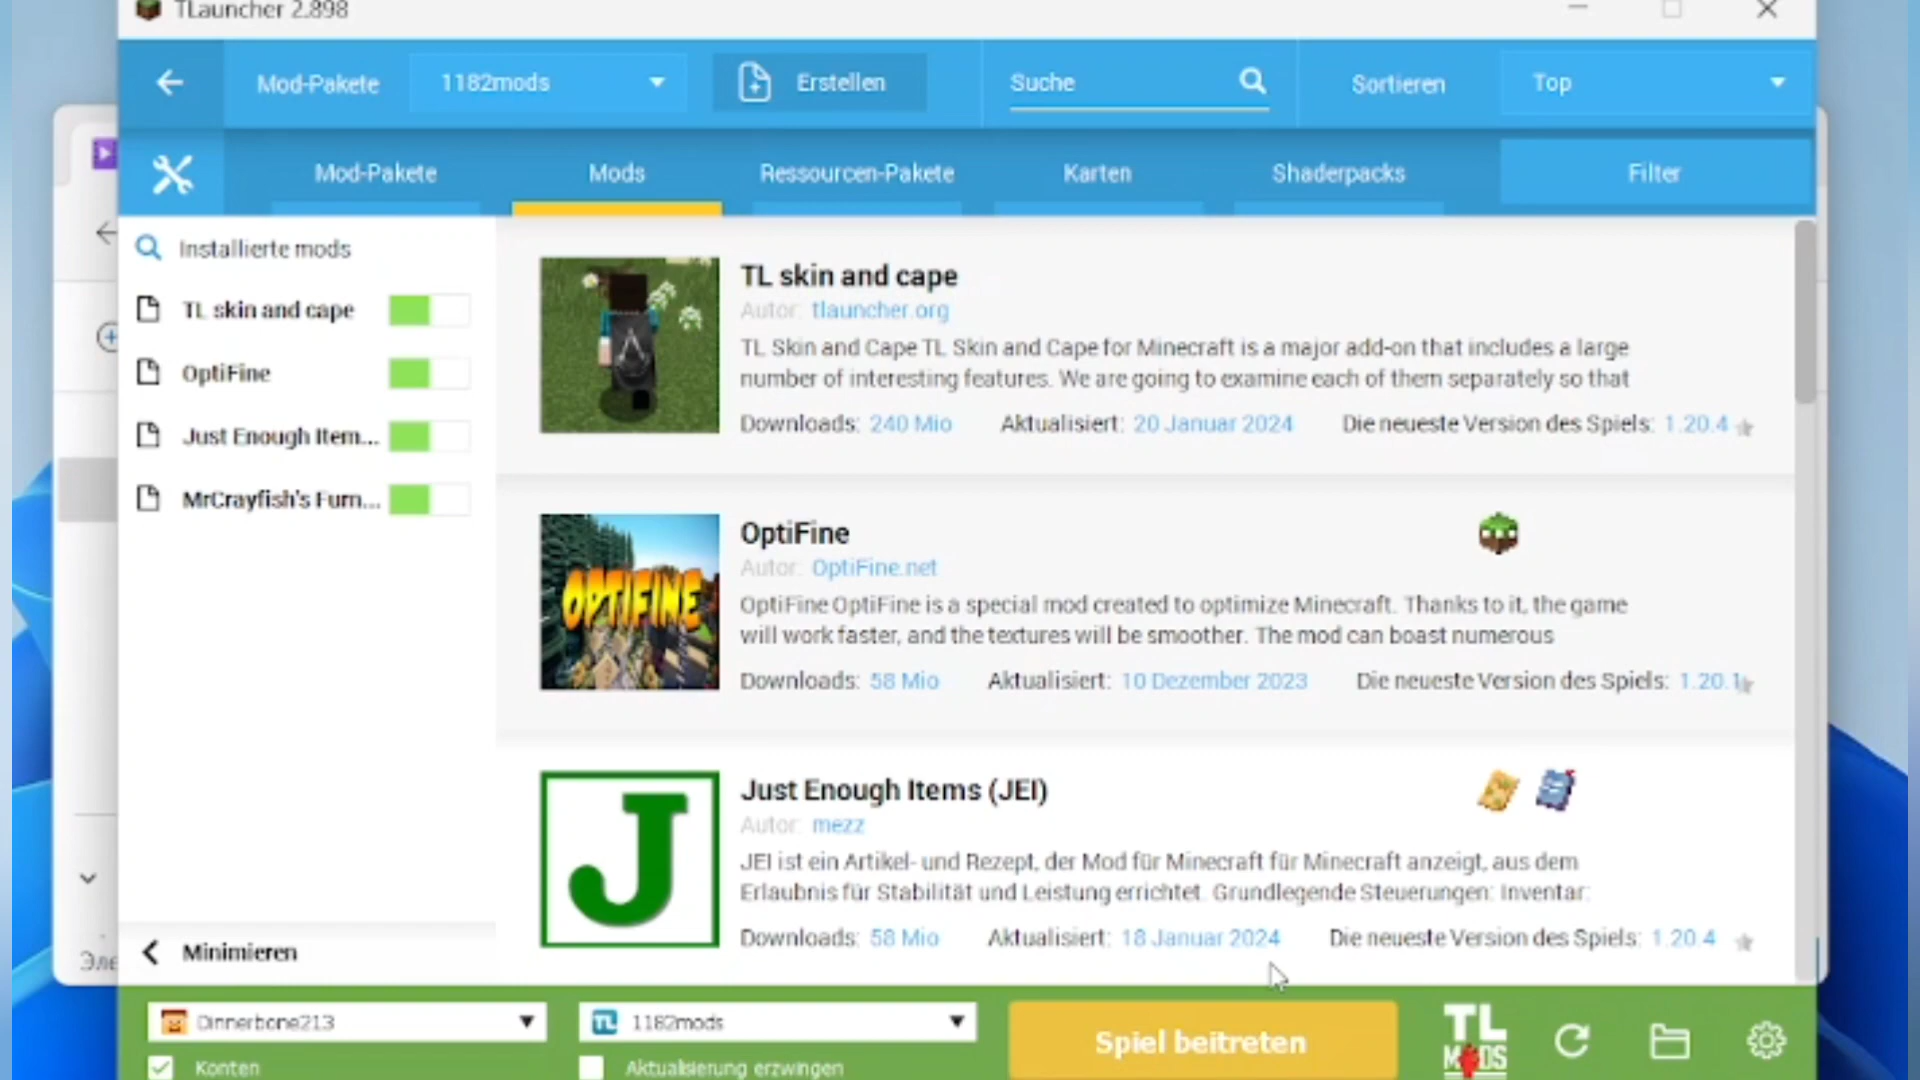 TLauncher 2.898
Mod-Pakete
1182mods
Erstellen
Suche
Sortieren
Top
Mod-Pakete
Mods
Ressourcen-Pakete
Karten
Shaderpacks
Filter
Installierte mods
TL skin and cape
OptiFine
Just Enough Item...
MrCrayfish's Furn...
Minimieren
TL skin and cape
Autor: tlauncher.org
TL Skin and Cape TL Skin and Cape for Minecraft is a major add-on that includes a large
number of interesting features. We are going to examine each of them separately so that
Downloads: 240 Mio Aktualisiert: 20 Januar 2024 Die neueste Version des Spiels: 1.20.4
OPTIFINE
OptiFine
Autor: OptiFine.net
OptiFine OptiFine is a special mod created to optimize Minecraft. Thanks to it, the game
will work faster, and the textures will be smoother. The mod can boast numerous
Downloads: 58 Mio Aktualisiert: 10 Dezember 2023 Die neueste Version des Spiels: 1.20.1
J
Just Enough Items (JEI)
Autor: mezz
JEI ist ein Artikel- und Rezept, der Mod für Minecraft für Minecraft anzeigt, aus dem
Erlaubnis für Stabilität und Leistung errichtet. Grundlegende Steuerungen: Inventar:
Downloads: 58 Mio Aktualisiert: 18 Januar 2024 Die neueste Version des Spiels: 1.20.4
Эле
Dinnerbone213
TL 1182mods
Spiel beitreten
TL
MODS
Konten
Aktualisierung erzwingen